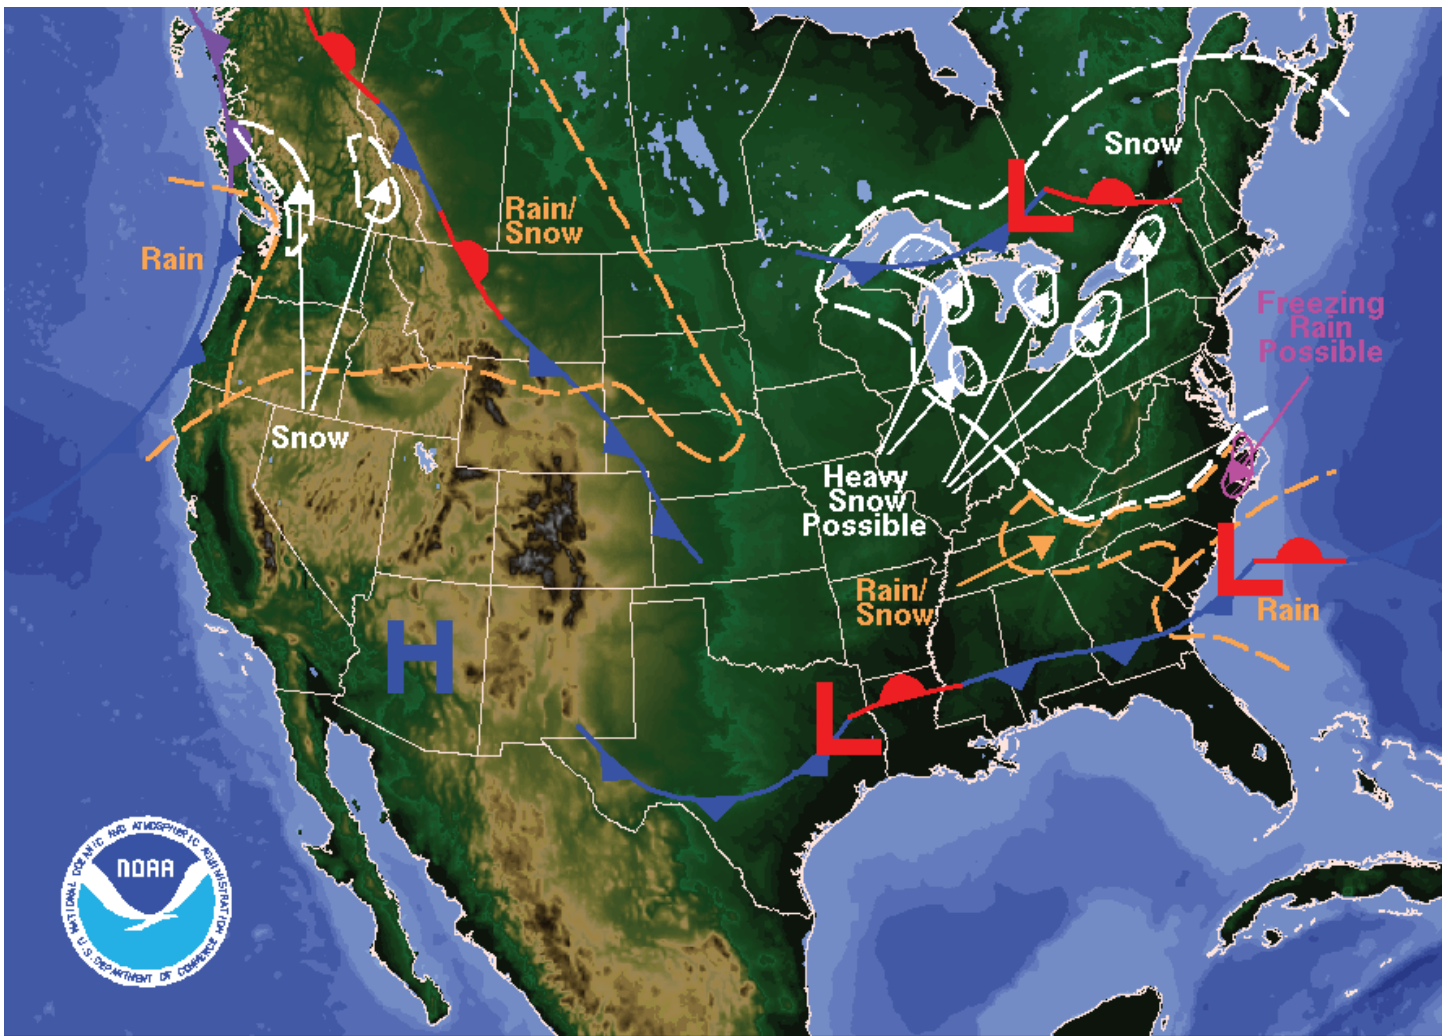 Snow
Rain/
Snow
Rain
Freezing
Rain
Possible
Snow
Heavy
Snow
Possible
Rain/
Snow
Rain
L
L
L
H
NOAA
NATIONAL OCEANIC AND ATMOSPHERIC ADMINISTRATION
U.S. DEPARTMENT OF COMMERCE